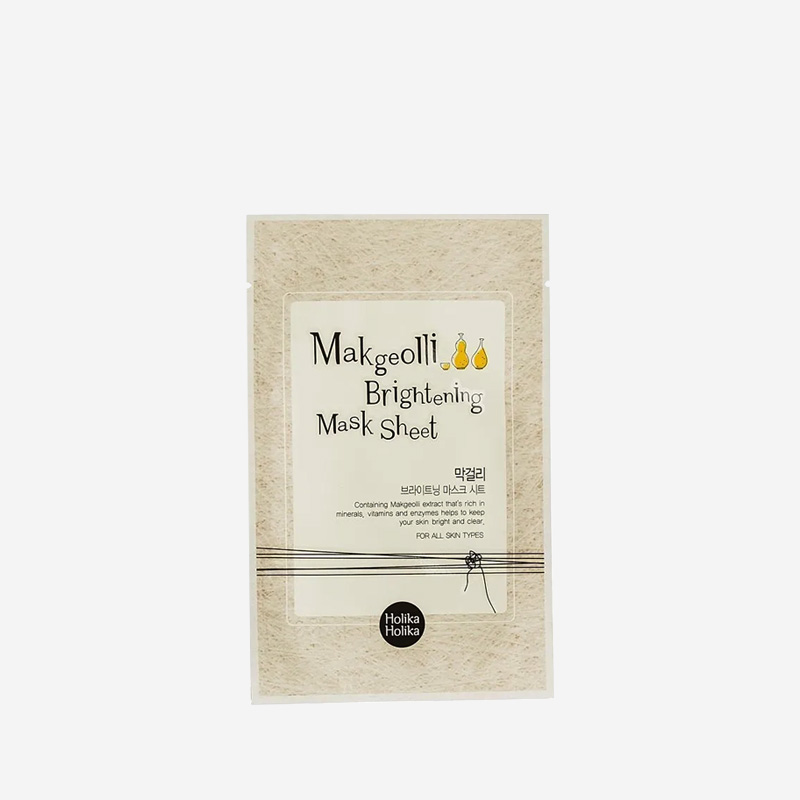 Makgeolli
Brightening
Mask Sheet
막걸리
브라이트닝 마스크 시트
Containing Makgeolli extract that's rich in
minerals, vitamins and enzymes helps to keep
your skin bright and clear.
FOR ALL SKIN TYPES
Holika
Holika